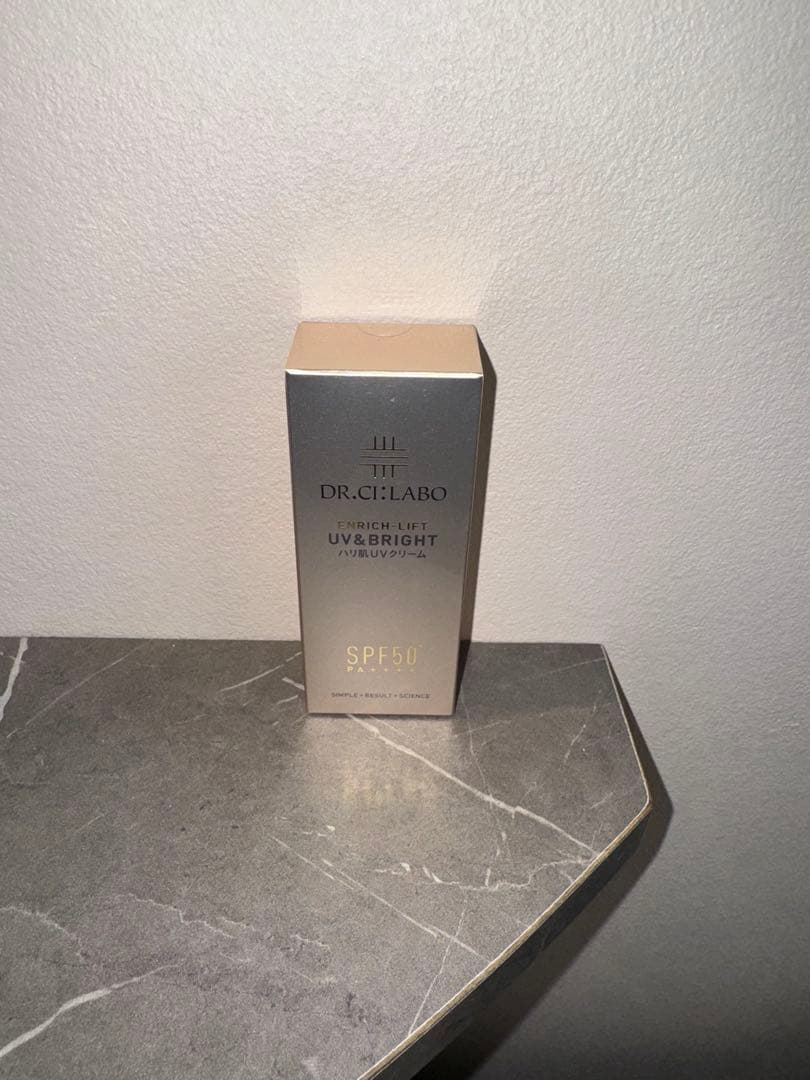 DR.CI:LABO
ENRICH-LIFT
UV&BRIGHT
ハリ肌UVクリーム
SPF50+
PA++++
SIMPLE + RESULT + SCIENCE